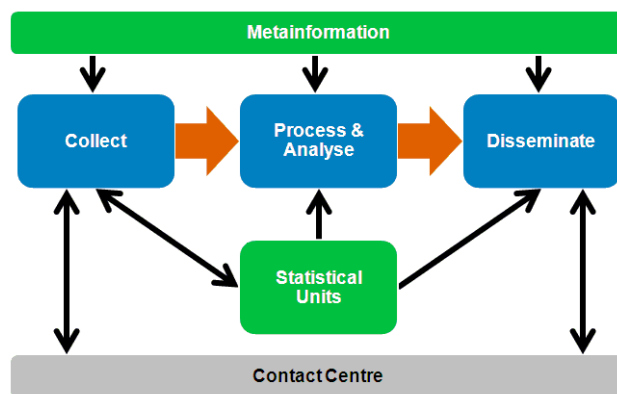 Metainformation
Collect
Process &
Analyse
Disseminate
Statistical
Units
Contact Centre